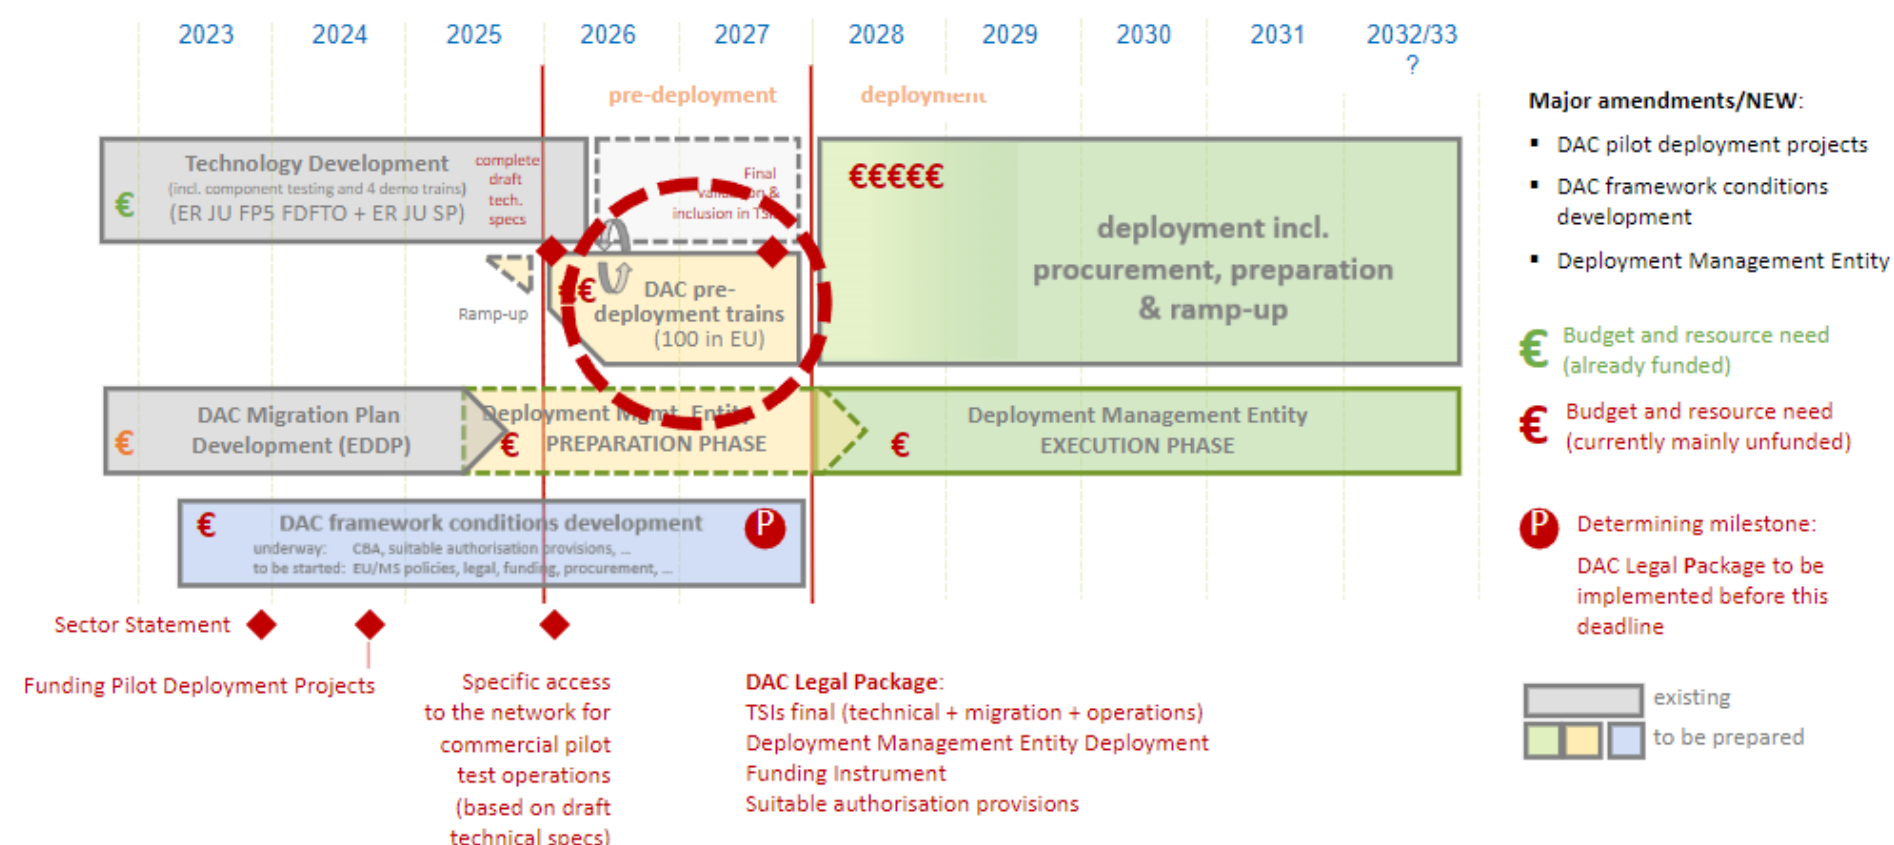 2023 2024 2025 2026 2027 2028 2029 2030 2031 2032/33
?
pre-deployment deployment
Technology Development
(incl. component testing and 4 demo trains)
(ER JU FP5 FDFTO + ER JU SP)
€
complete
draft
tech.
specs
Final
validation &
inclusion in TSI
€€€€€
deployment incl.
procurement, preparation
& ramp-up
Ramp-up
€€
DAC pre-
deployment trains
(100 in EU)
DAC Migration Plan
Development (EDDP)
€
Deployment Mgmt. Entity
€ PREPARATION PHASE
Deployment Management Entity
€ EXECUTION PHASE
€ DAC framework conditions development P
underway: CBA, suitable authorisation provisions, ...
to be started: EU/MS policies, legal, funding, procurement, ...
Sector Statement
Funding Pilot Deployment Projects
Specific access
to the network for
commercial pilot
test operations
(based on draft
technical specs)
DAC Legal Package:
TSIs final (technical + migration + operations)
Deployment Management Entity Deployment
Funding Instrument
Suitable authorisation provisions
Major amendments/NEW:
▪ DAC pilot deployment projects
▪ DAC framework conditions
development
▪ Deployment Management Entity
€ Budget and resource need
(already funded)
€ Budget and resource need
(currently mainly unfunded)
P Determining milestone:
DAC Legal Package to be
implemented before this
deadline
existing
to be prepared